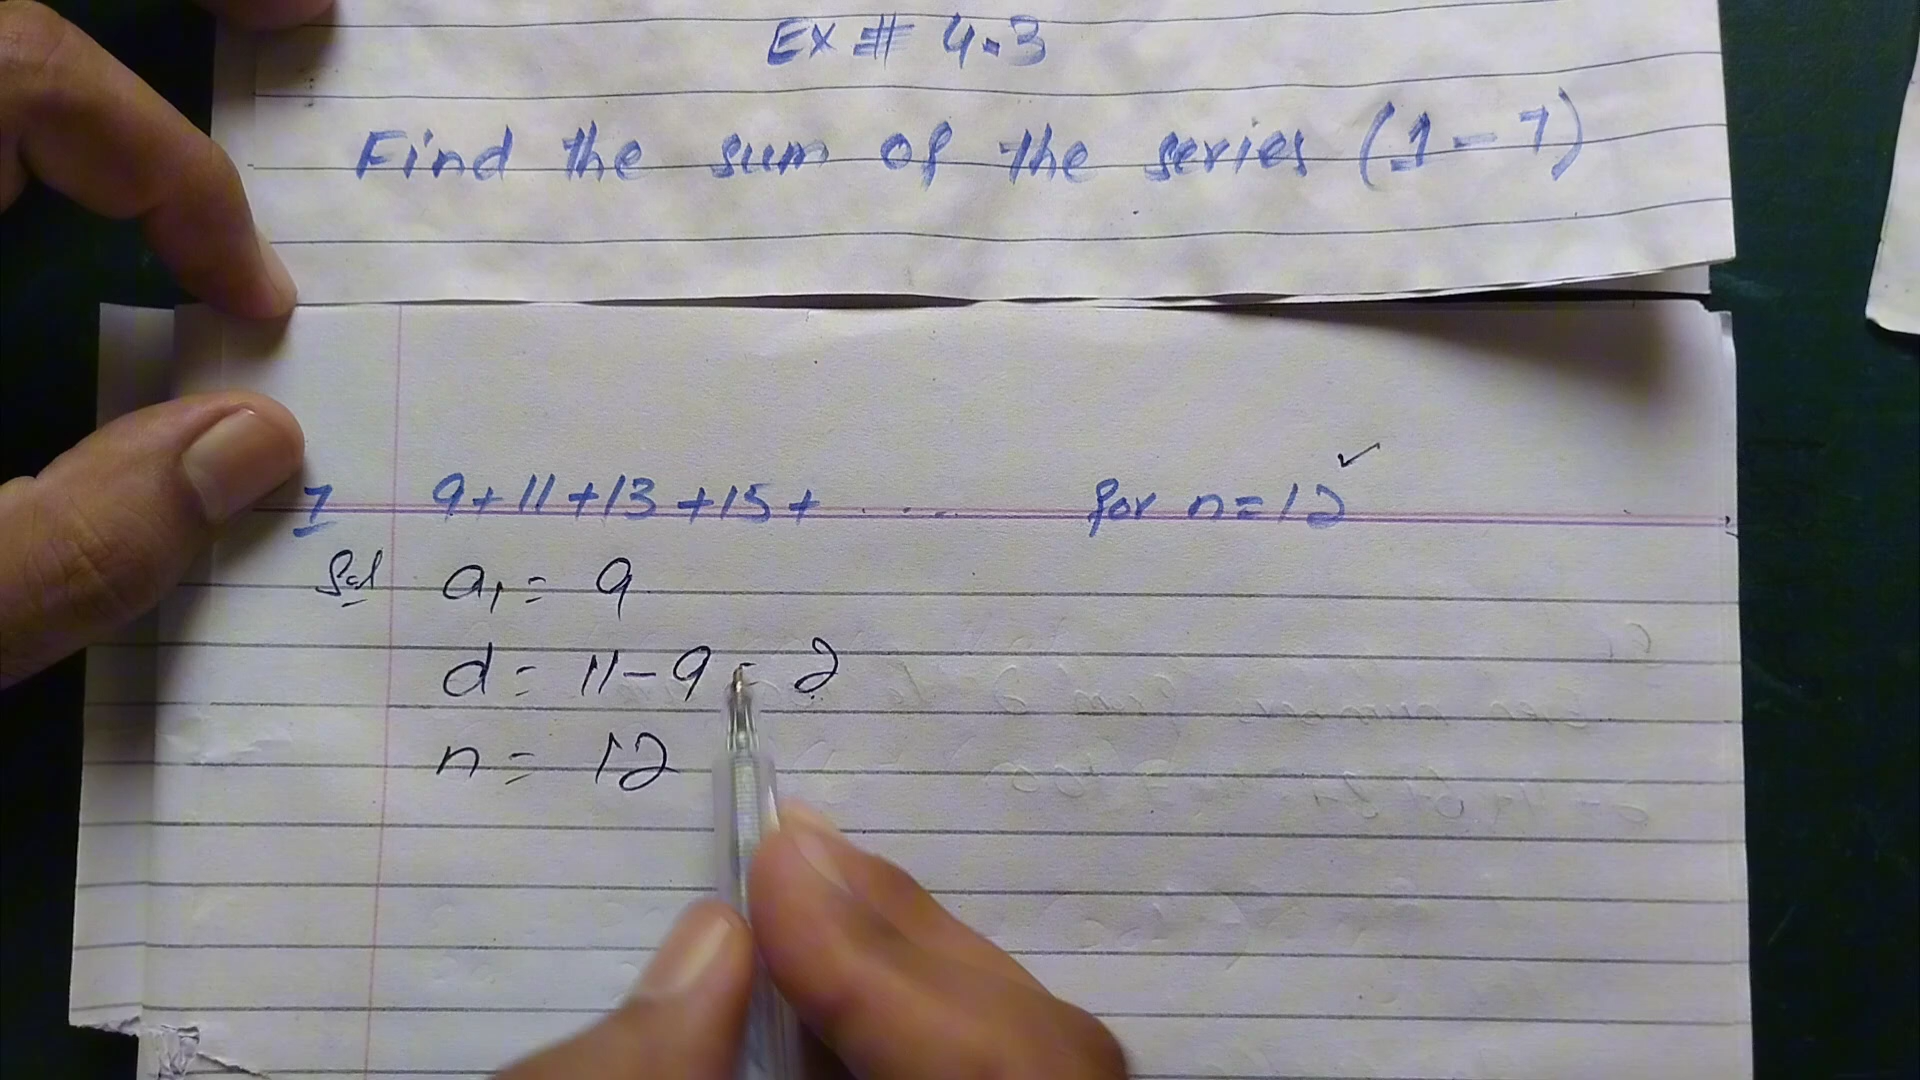 Ex # 4.3
Find the sum of the series (1-7)
1 9+11+13+15+..... for n=12 ✓
Sol a₁ = 9
d = 11-9 = 2
n = 12